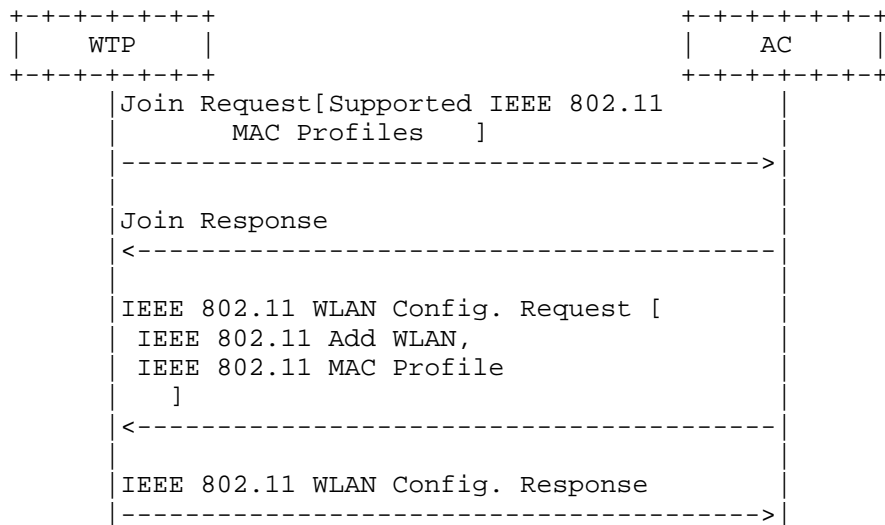 +-+-+-+-+-+-+ +-+-+-+-+-+-+
| WTP | | AC |
+-+-+-+-+-+-+ +-+-+-+-+-+-+
|Join Request[Supported IEEE 802.11 |
| MAC Profiles ] |
|---------------------------------------->|
| |
|Join Response |
|<----------------------------------------|
| |
|IEEE 802.11 WLAN Config. Request [ |
| IEEE 802.11 Add WLAN, |
| IEEE 802.11 MAC Profile |
| ] |
|<----------------------------------------|
| |
|IEEE 802.11 WLAN Config. Response |
|---------------------------------------->|